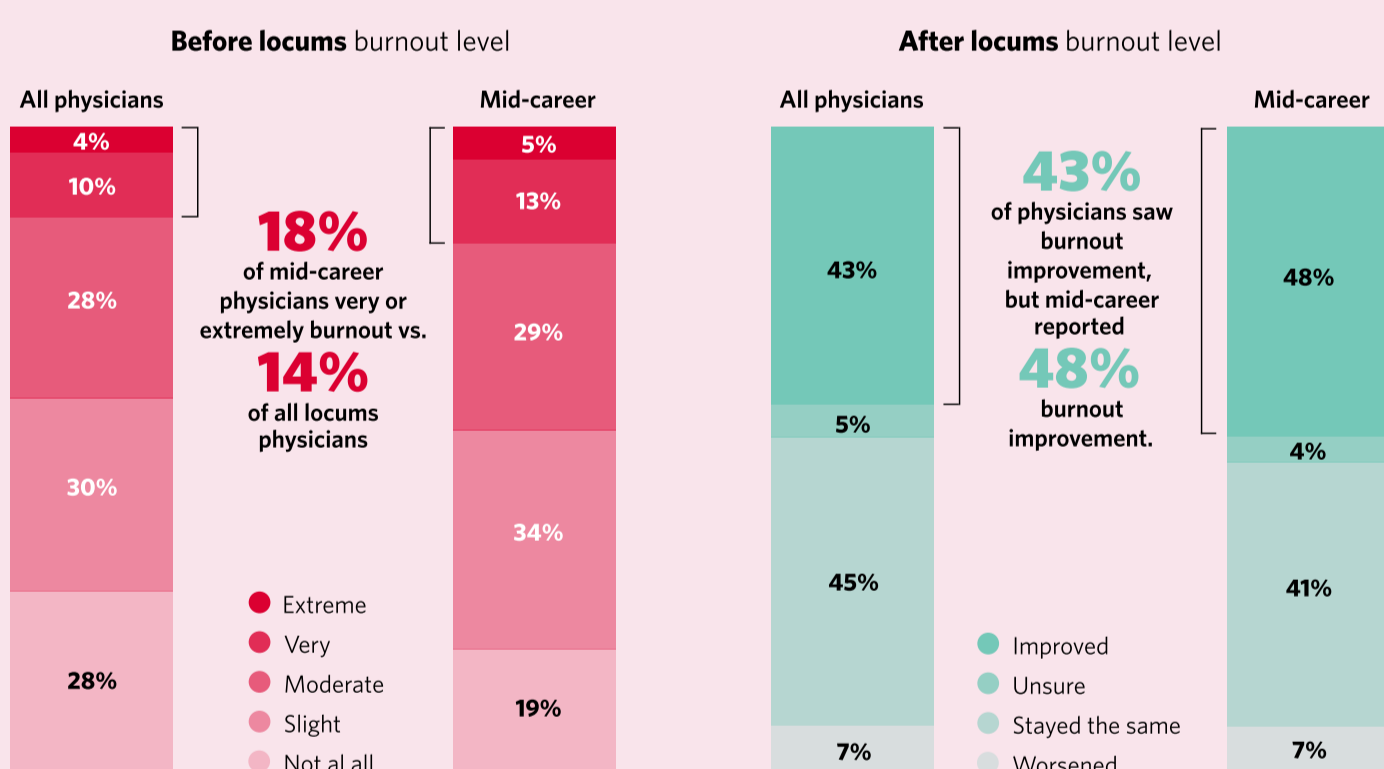 Before locums burnout level
All physicians
Mid-career
4%
10%
28%
30%
28%
18%
of mid-career
physicians very or
extremely burnout vs.
14%
of all locums
physicians
Extreme
Very
Moderate
Slight
Not al all
5%
13%
29%
34%
19%
After locums burnout level
All physicians
Mid-career
43%
5%
45%
7%
43%
of physicians saw
burnout
improvement,
but mid-career
reported
48%
burnout
improvement.
Improved
Unsure
Stayed the same
Worsened
48%
4%
41%
7%